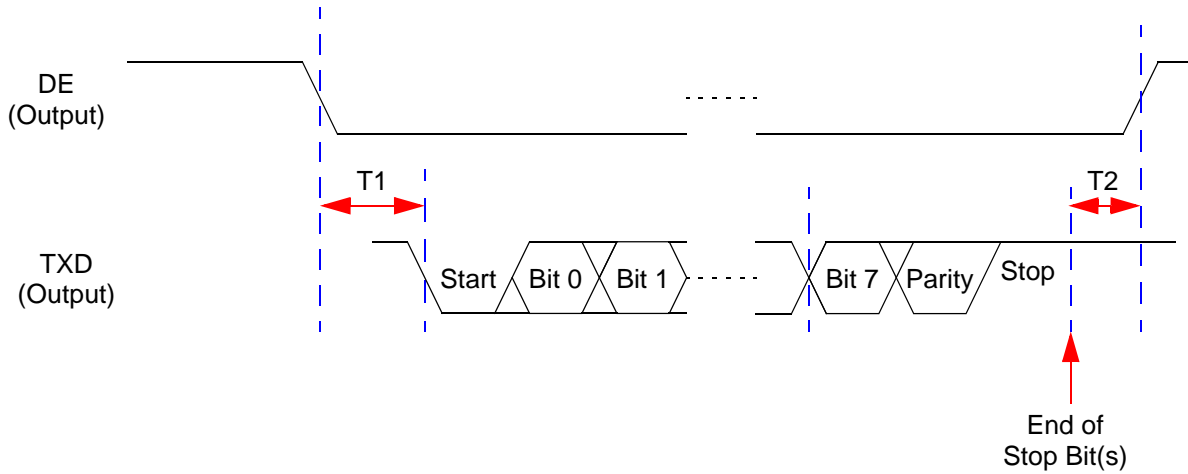 DE
(Output)
T1
T2
TXD
(Output)
Start
Bit 0
Bit 1
Bit 7
Parity
Stop
End of
Stop Bit(s)